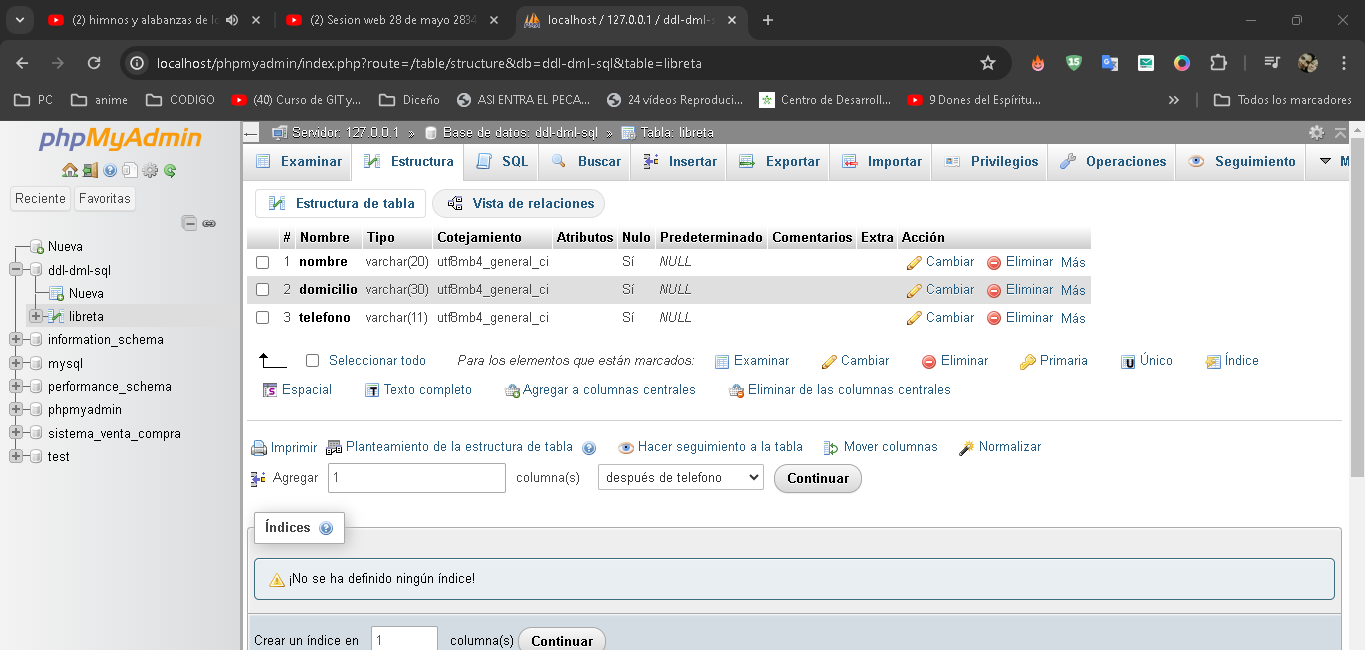 (2) himnos y alabanzas de lo
(2) Sesion web 28 de mayo 2834
localhost / 127.0.0.1 / ddl-dml-s
localhost/phpmyadmin/index.php?route=/table/structure&db=ddl-dml-sql&table=libreta
15
PC
anime
CODIGO
(40) Curso de GIT y...
Diceño
ASI ENTRA EL PECA...
24 vídeos Reproduci...
Centro de Desarroll...
9 Dones del Espíritu...
»
Todos los marcadores
phpMyAdmin
Reciente
Favoritas
Nueva
ddl-dml-sql
Nueva
libreta
information_schema
mysql
performance_schema
phpmyadmin
sistema_venta_compra
test
Servidor: 127.0.0.1 » Base de datos: ddl-dml-sql » Tabla: libreta
Examinar
Estructura
SQL
Buscar
Insertar
Exportar
Importar
Privilegios
Operaciones
Seguimiento
M
Estructura de tabla
Vista de relaciones
# Nombre Tipo Cotejamiento Atributos Nulo Predeterminado Comentarios Extra Acción
1 nombre varchar(20) utf8mb4_general_ci Sí NULL Cambiar Eliminar Más
2 domicilio varchar(30) utf8mb4_general_ci Sí NULL Cambiar Eliminar Más
3 telefono varchar(11) utf8mb4_general_ci Sí NULL Cambiar Eliminar Más
Seleccionar todo Para los elementos que están marcados: Examinar Cambiar Eliminar Primaria Único Índice
Espacial Texto completo Agregar a columnas centrales Eliminar de las columnas centrales
Imprimir Planteamiento de la estructura de tabla Hacer seguimiento a la tabla Mover columnas Normalizar
Agregar 1 columna(s) después de telefono Continuar
Índices
¡No se ha definido ningún índice!
Crear un índice en 1 columna(s) Continuar